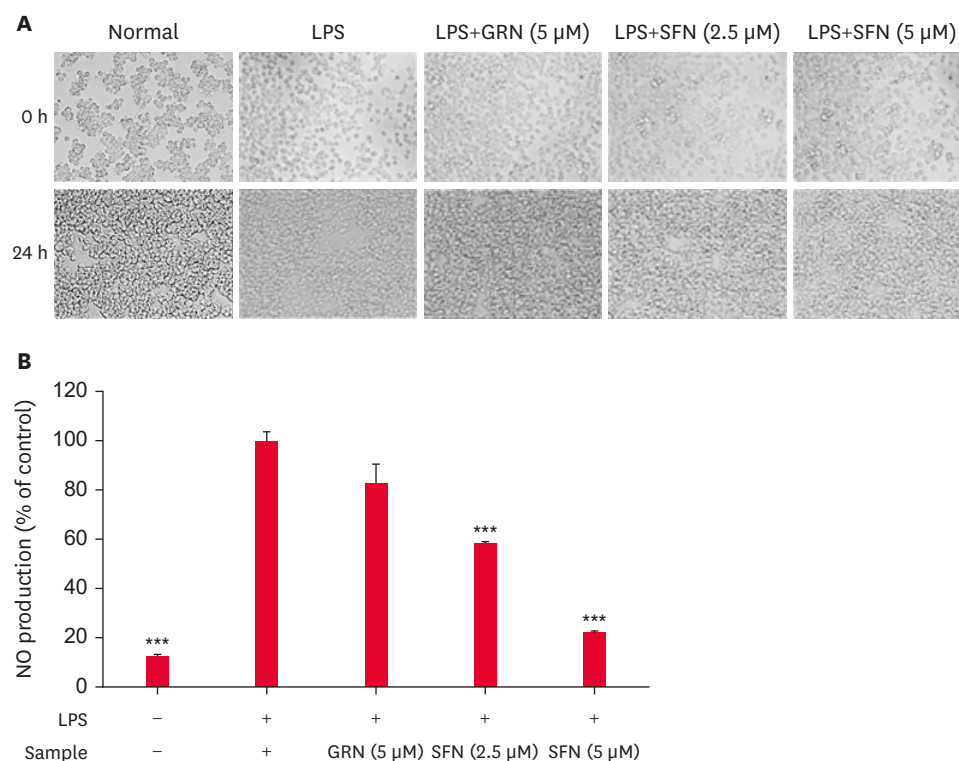 A
Normal LPS LPS+GRN (5 µM) LPS+SFN (2.5 µM) LPS+SFN (5 µM)
0 h
24 h
B
NO production (% of control)
120
100
80
60
40
20
0
***
***
***
LPS − + + + +
Sample − + GRN (5 µM) SFN (2.5 µM) SFN (5 µM)